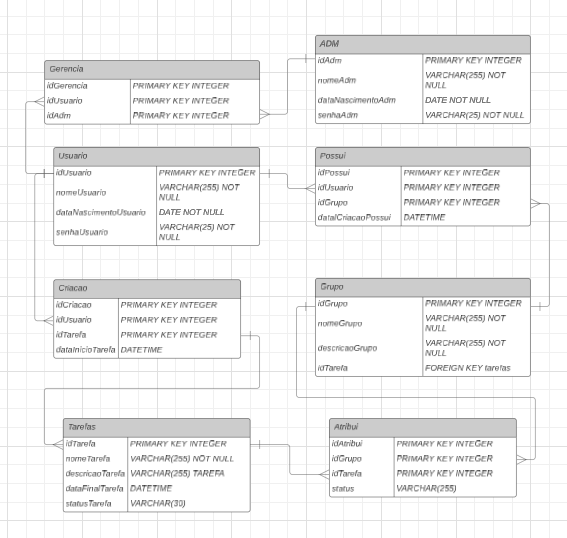 ADM
idAdm PRIMARY KEY INTEGER
nomeAdm VARCHAR(255) NOT
NULL
dataNascimentoAdm DATE NOT NULL
senhaAdm VARCHAR(25) NOT NULL
Gerencia
idGerencia PRIMARY KEY INTEGER
idUsuario PRIMARY KEY INTEGER
idAdm PRIMARY KEY INTEGER
Usuario
idUsuario PRIMARY KEY INTEGER
nomeUsuario VARCHAR(255) NOT
NULL
dataNascimentoUsuario DATE NOT NULL
senhaUsuario VARCHAR(25) NOT
NULL
Possui
idPossui PRIMARY KEY INTEGER
idUsuario PRIMARY KEY INTEGER
idGrupo PRIMARY KEY INTEGER
dataICriacaoPossui DATETIME
Criacao
idCriacao PRIMARY KEY INTEGER
idUsuario PRIMARY KEY INTEGER
idTarefa PRIMARY KEY INTEGER
dataInicioTarefa DATETIME
Grupo
idGrupo PRIMARY KEY INTEGER
nomeGrupo VARCHAR(255) NOT
NULL
descricaoGrupo VARCHAR(255) NOT
NULL
idTarefa FOREIGN KEY tarefas
Tarefas
idTarefa PRIMARY KEY INTEGER
nomeTarefa VARCHAR(255) NOT NULL
descricaoTarefa VARCHAR(255) TAREFA
dataFinalTarefa DATETIME
statusTarefa VARCHAR(30)
Atribui
idAtribui PRIMARY KEY INTEGER
idGrupo PRIMARY KEY INTEGER
idTarefa PRIMARY KEY INTEGER
status VARCHAR(255)